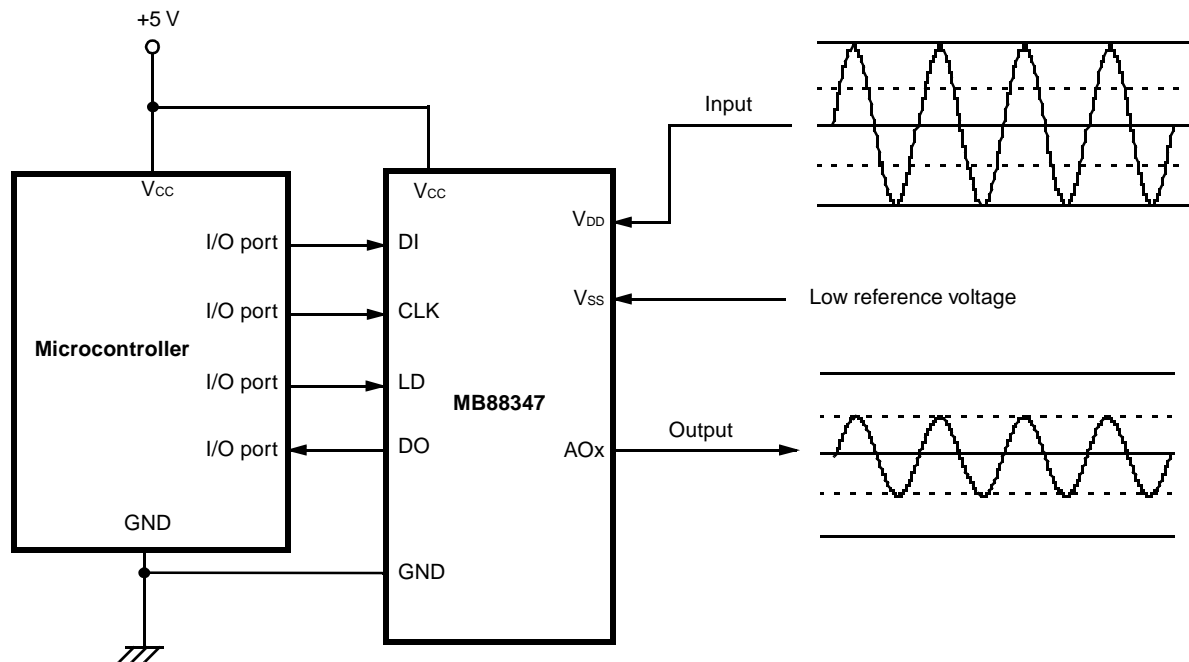 +5 V
Input
VCC
VCC
VDD
I/O port
DI
VSS
Low reference voltage
I/O port
CLK
Microcontroller
I/O port
LD
MB88347
Output
I/O port
DO
AOx
GND
GND